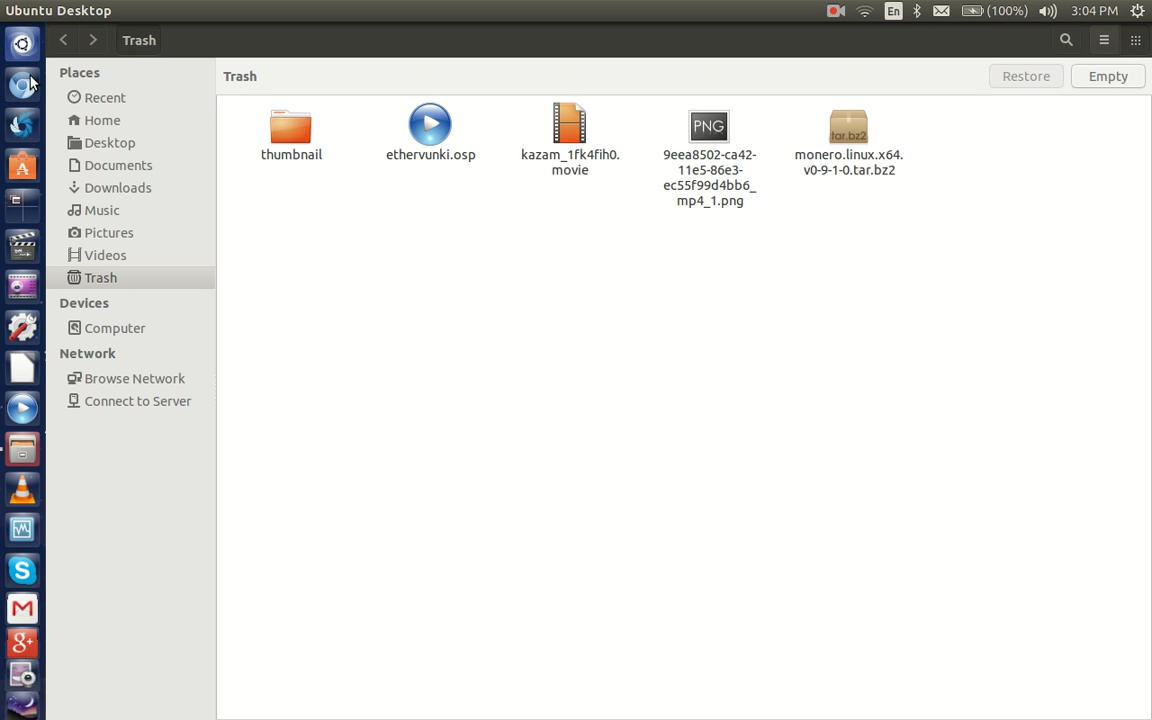 Ubuntu Desktop
En
(100%)
3:04 PM
Trash
Places
Recent
Home
Desktop
Documents
Downloads
Music
Pictures
Videos
Trash
Devices
Computer
Network
Browse Network
Connect to Server
Trash
Restore
Empty
thumbnail
ethervunki.osp
kazam_1fk4fih0.
movie
PNG
9eea8502-ca42-
11e5-86e3-
ec55f99d4bb6_
mp4_1.png
tar.bz2
monero.linux.x64.
v0-9-1-0.tar.bz2